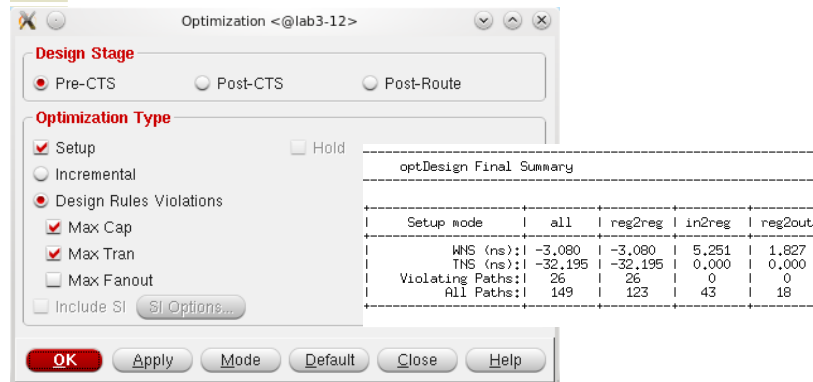 Optimization <@lab3-12>
Design Stage
Pre-CTS Post-CTS Post-Route
Optimization Type
Setup Hold
Incremental
Design Rules Violations
Max Cap
Max Tran
Max Fanout
Include SI SI Options...
OK Apply Mode Default Close Help
optDesign Final Summary
Setup mode | all | reg2reg | in2reg | reg2out
WNS (ns):| -3.080 | -3.080 | 5.251 | 1.827
TNS (ns):| -32.195 | -32.195 | 0.000 | 0.000
Violating Paths:| 26 | 26 | 0 | 0
All Paths:| 149 | 123 | 43 | 18